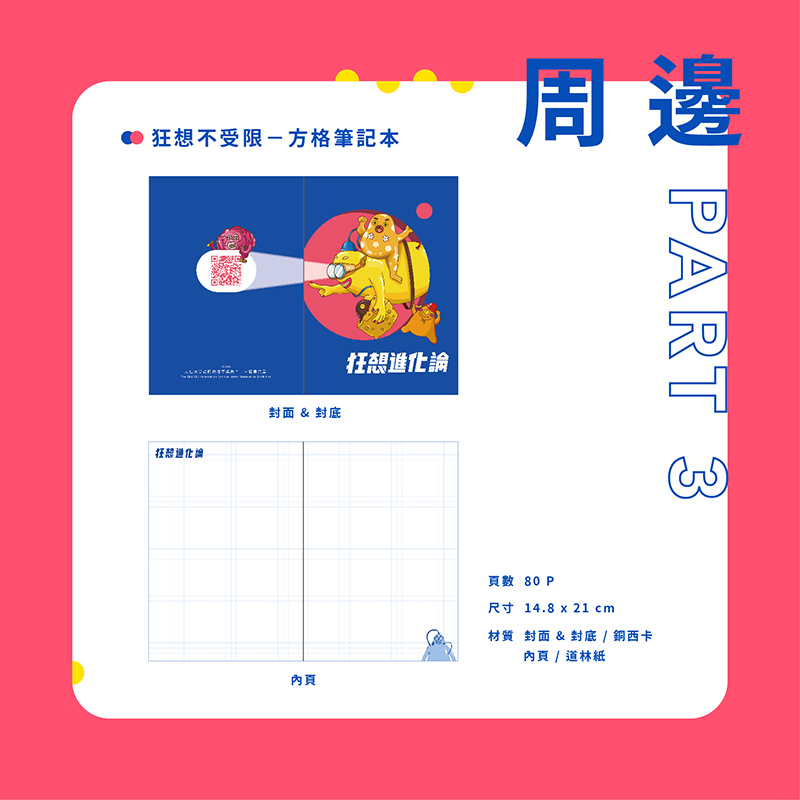 周邊
PART 3
狂想不受限－方格筆記本
狂想進化論
封面 & 封底
狂想進化論
內頁
頁數 80 P
尺寸 14.8 x 21 cm
材質 封面 & 封底 / 銅西卡
內頁 / 道林紙